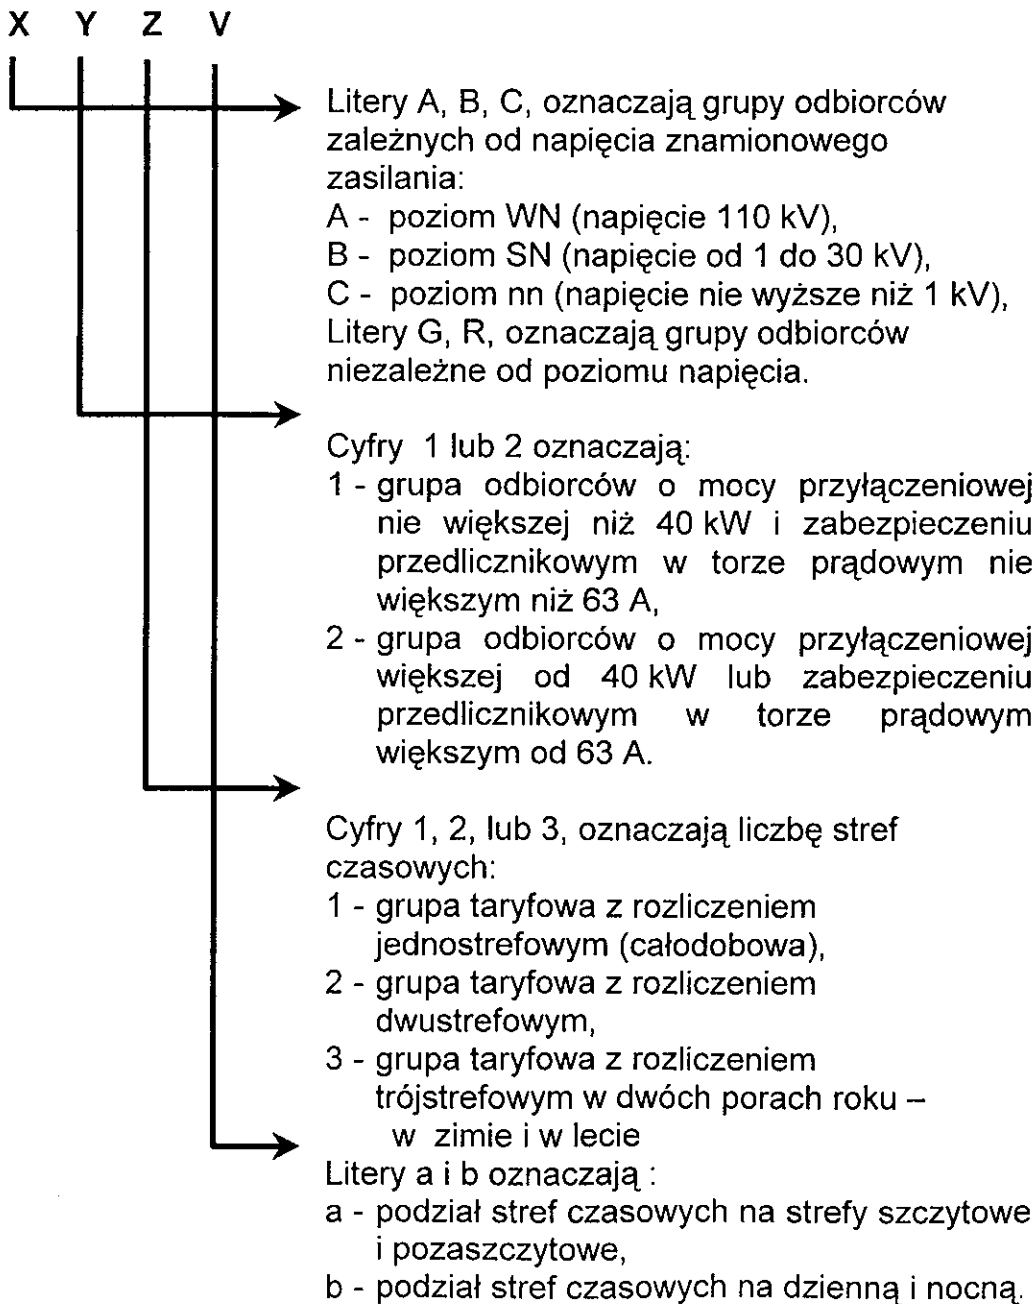 X Y Z V
Litery A, B, C, oznaczają grupy odbiorców
zależnych od napięcia znamionowego
zasilania:
A - poziom WN (napięcie 110 kV),
B - poziom SN (napięcie od 1 do 30 kV),
C - poziom nn (napięcie nie wyższe niż 1 kV),
Litery G, R, oznaczają grupy odbiorców
niezależne od poziomu napięcia.
Cyfry 1 lub 2 oznaczają:
1 - grupa odbiorców o mocy przyłączeniowej
nie większej niż 40 kW i zabezpieczeniu
przedlicznikowym w torze prądowym nie
większym niż 63 A,
2 - grupa odbiorców o mocy przyłączeniowej
większej od 40 kW lub zabezpieczeniu
przedlicznikowym w torze prądowym
większym od 63 A.
Cyfry 1, 2, lub 3, oznaczają liczbę stref
czasowych:
1 - grupa taryfowa z rozliczeniem
jednostrefowym (całodobowa),
2 - grupa taryfowa z rozliczeniem
dwustrefowym,
3 - grupa taryfowa z rozliczeniem
trójstrefowym w dwóch porach roku –
w zimie i w lecie
Litery a i b oznaczają :
a - podział stref czasowych na strefy szczytowe
i pozaszczytowe,
b - podział stref czasowych na dzienną i nocną.